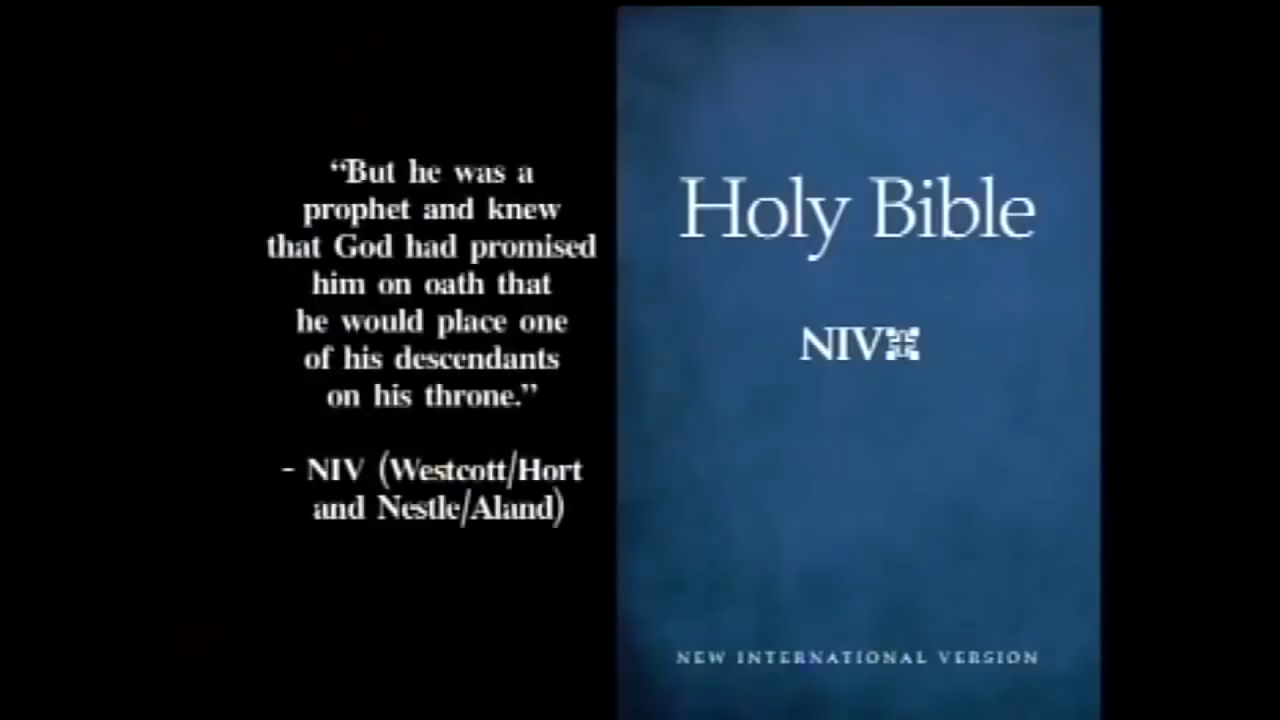 “But he was a
prophet and knew
that God had promised
him on oath that
he would place one
of his descendants
on his throne.”
- NIV (Westcott/Hort
and Nestle/Aland)
Holy Bible
NIV
NEW INTERNATIONAL VERSION